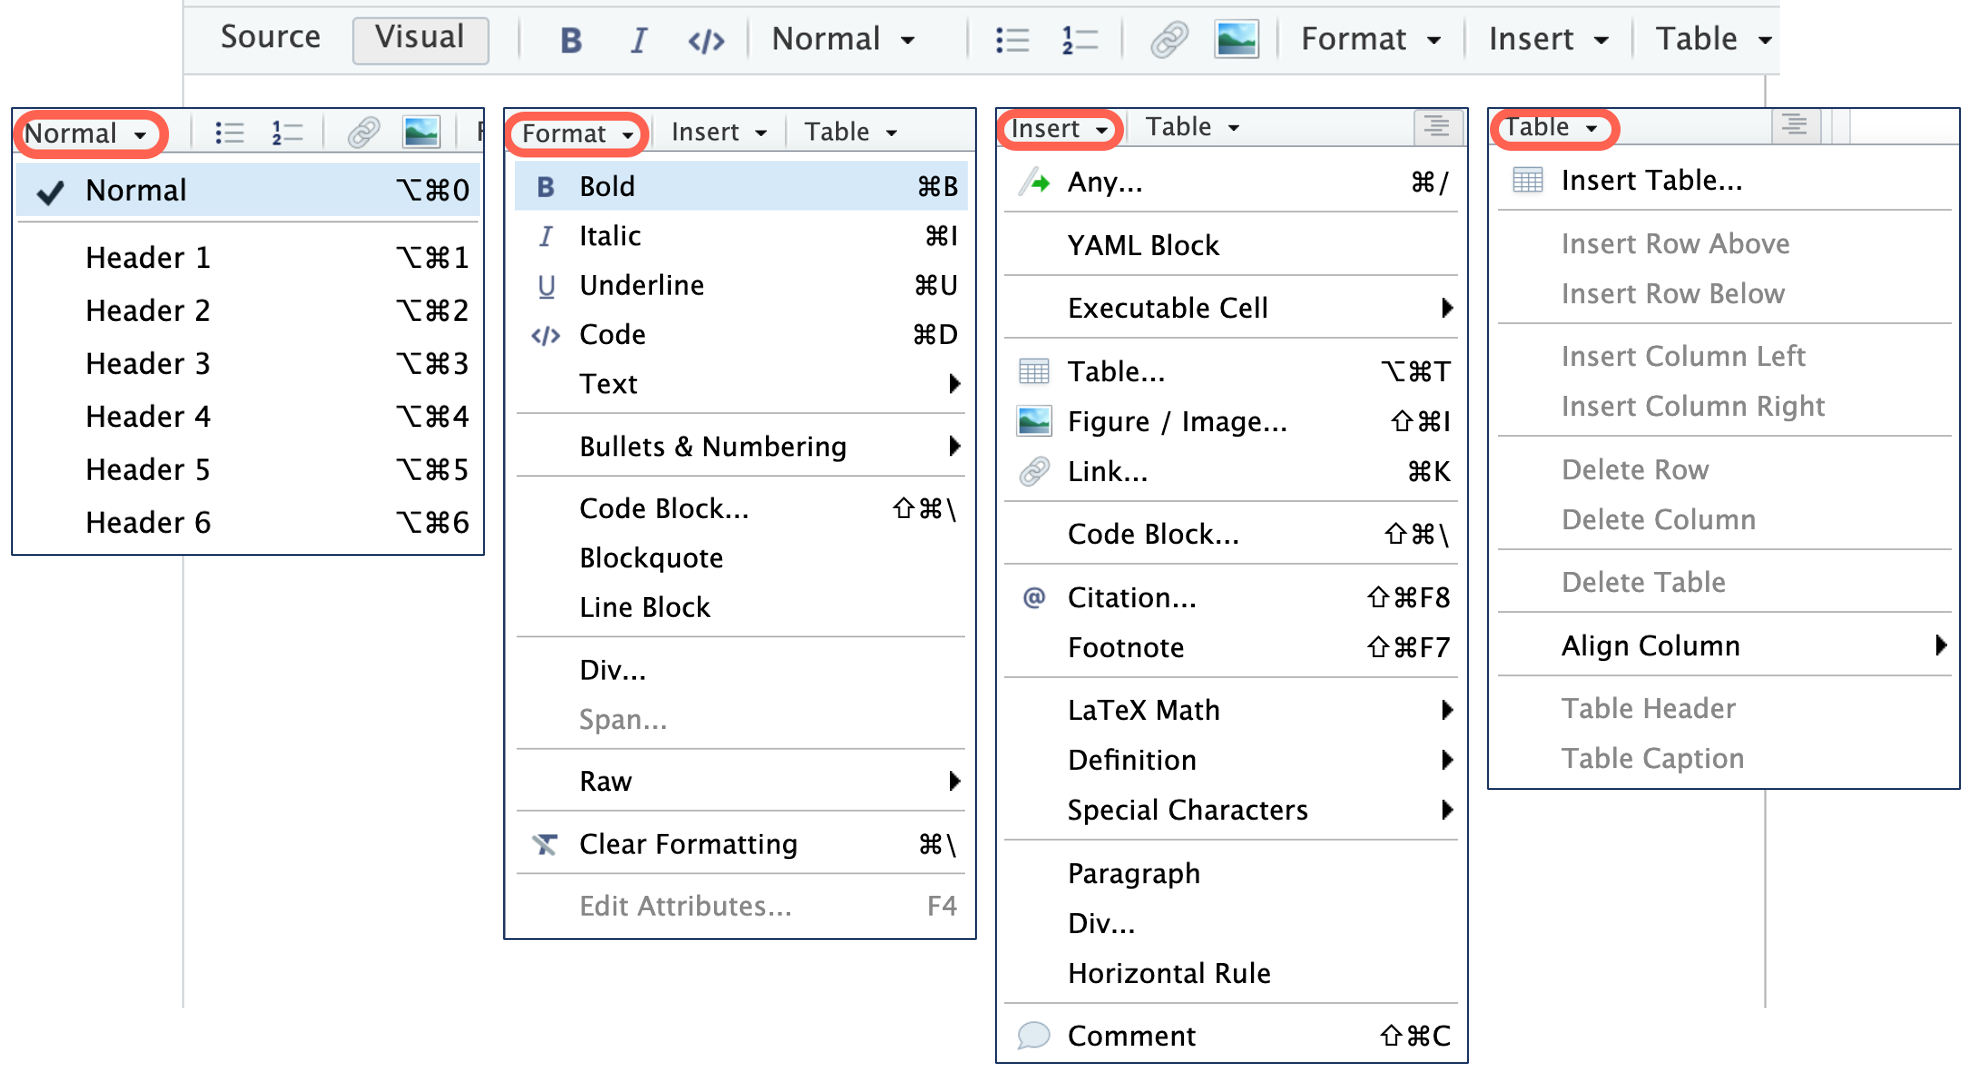 Source Visual B I </> Normal Format Insert Table
Normal
Normal ⌥⌘0
Header 1 ⌥⌘1
Header 2 ⌥⌘2
Header 3 ⌥⌘3
Header 4 ⌥⌘4
Header 5 ⌥⌘5
Header 6 ⌥⌘6
Format Insert Table
B Bold ⌘B
I Italic ⌘I
U Underline ⌘U
</> Code ⌘D
Text
Bullets & Numbering
Code Block... ⇧⌘\
Blockquote
Line Block
Div...
Span...
Raw
Clear Formatting ⌘\
Edit Attributes... F4
Insert Table
Any... ⌘/
YAML Block
Executable Cell
Table... ⌥⌘T
Figure / Image... ⇧⌘I
Link... ⌘K
Code Block... ⇧⌘\
@ Citation... ⇧⌘F8
Footnote ⇧⌘F7
LaTeX Math
Definition
Special Characters
Paragraph
Div...
Horizontal Rule
Comment ⇧⌘C
Table
Insert Table...
Insert Row Above
Insert Row Below
Insert Column Left
Insert Column Right
Delete Row
Delete Column
Delete Table
Align Column
Table Header
Table Caption